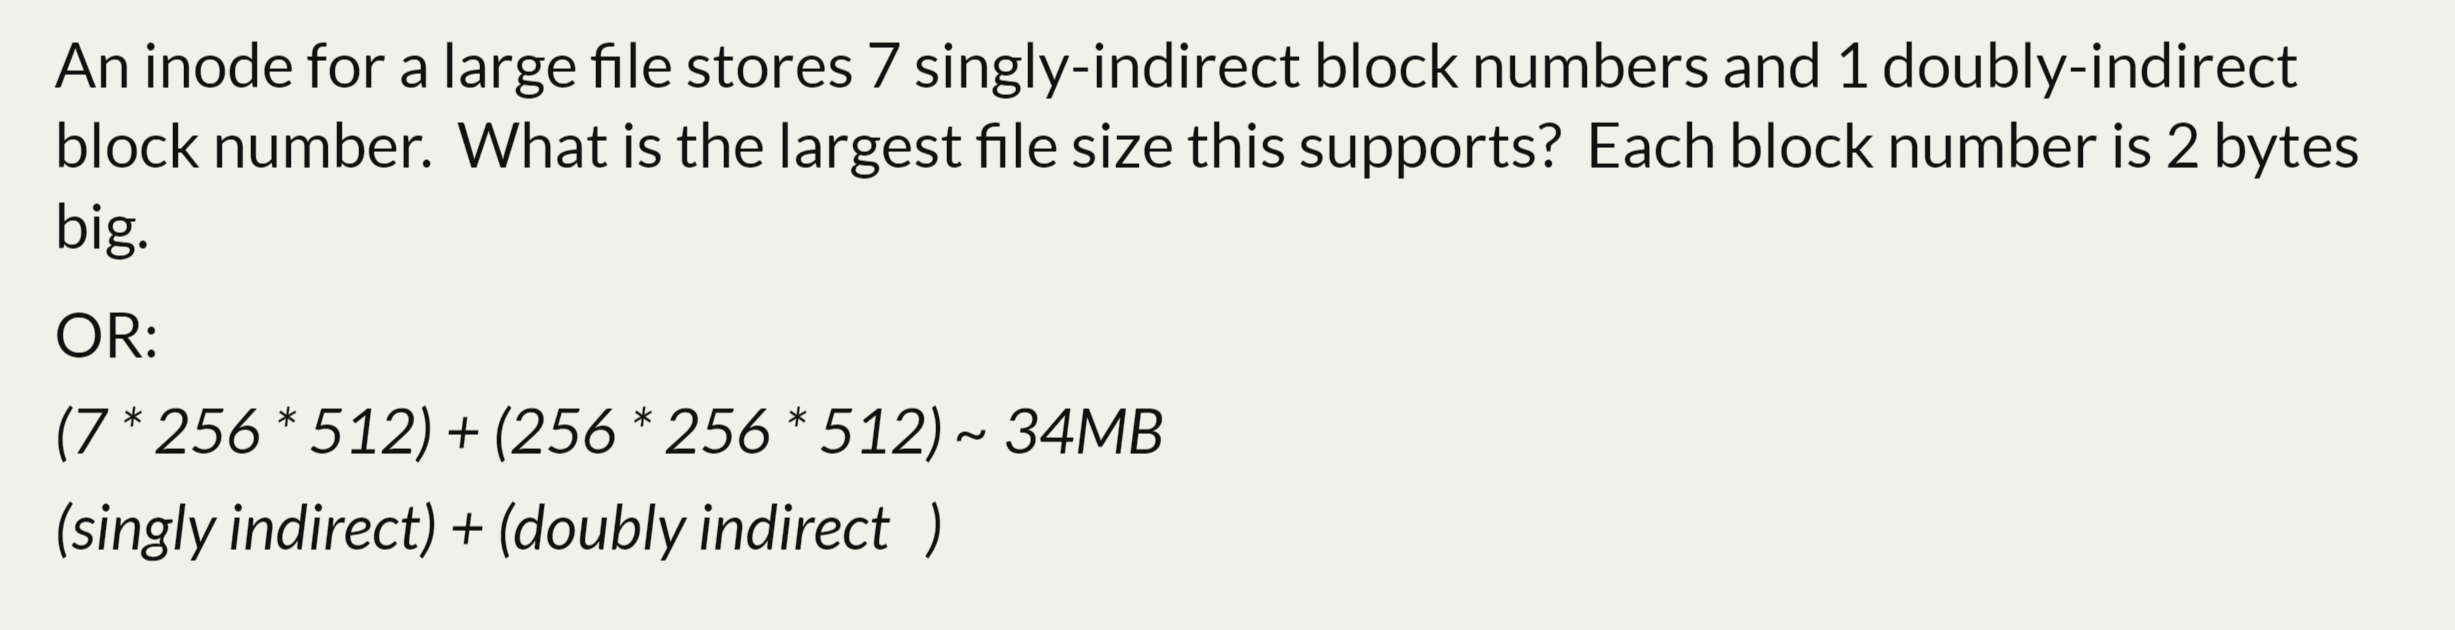 An inode for a large file stores 7 singly-indirect block numbers and 1 doubly-indirect
block number.  What is the largest file size this supports?  Each block number is 2 bytes
big.
OR:
(7 * 256 * 512) + (256 * 256 * 512) ~ 34MB
(singly indirect) + (doubly indirect  )